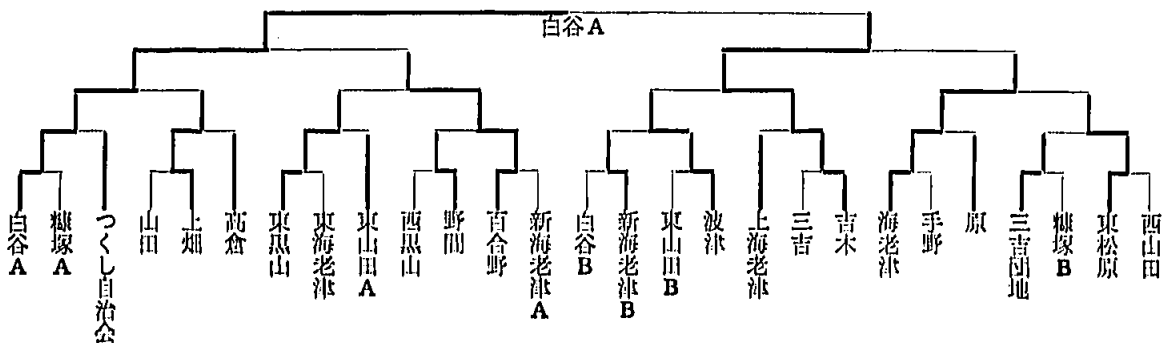 白谷A
白谷A
糠塚A
つくし自治会
山田
上畑
高倉
東黒山
東海老津
東山田A
西黒山
野間
百合野
新海老津A
白谷B
新海老津B
東山田B
波津
上海老津
三吉
吉木
海老津
手野
原
三吉団地
糠塚B
東松原
西山田